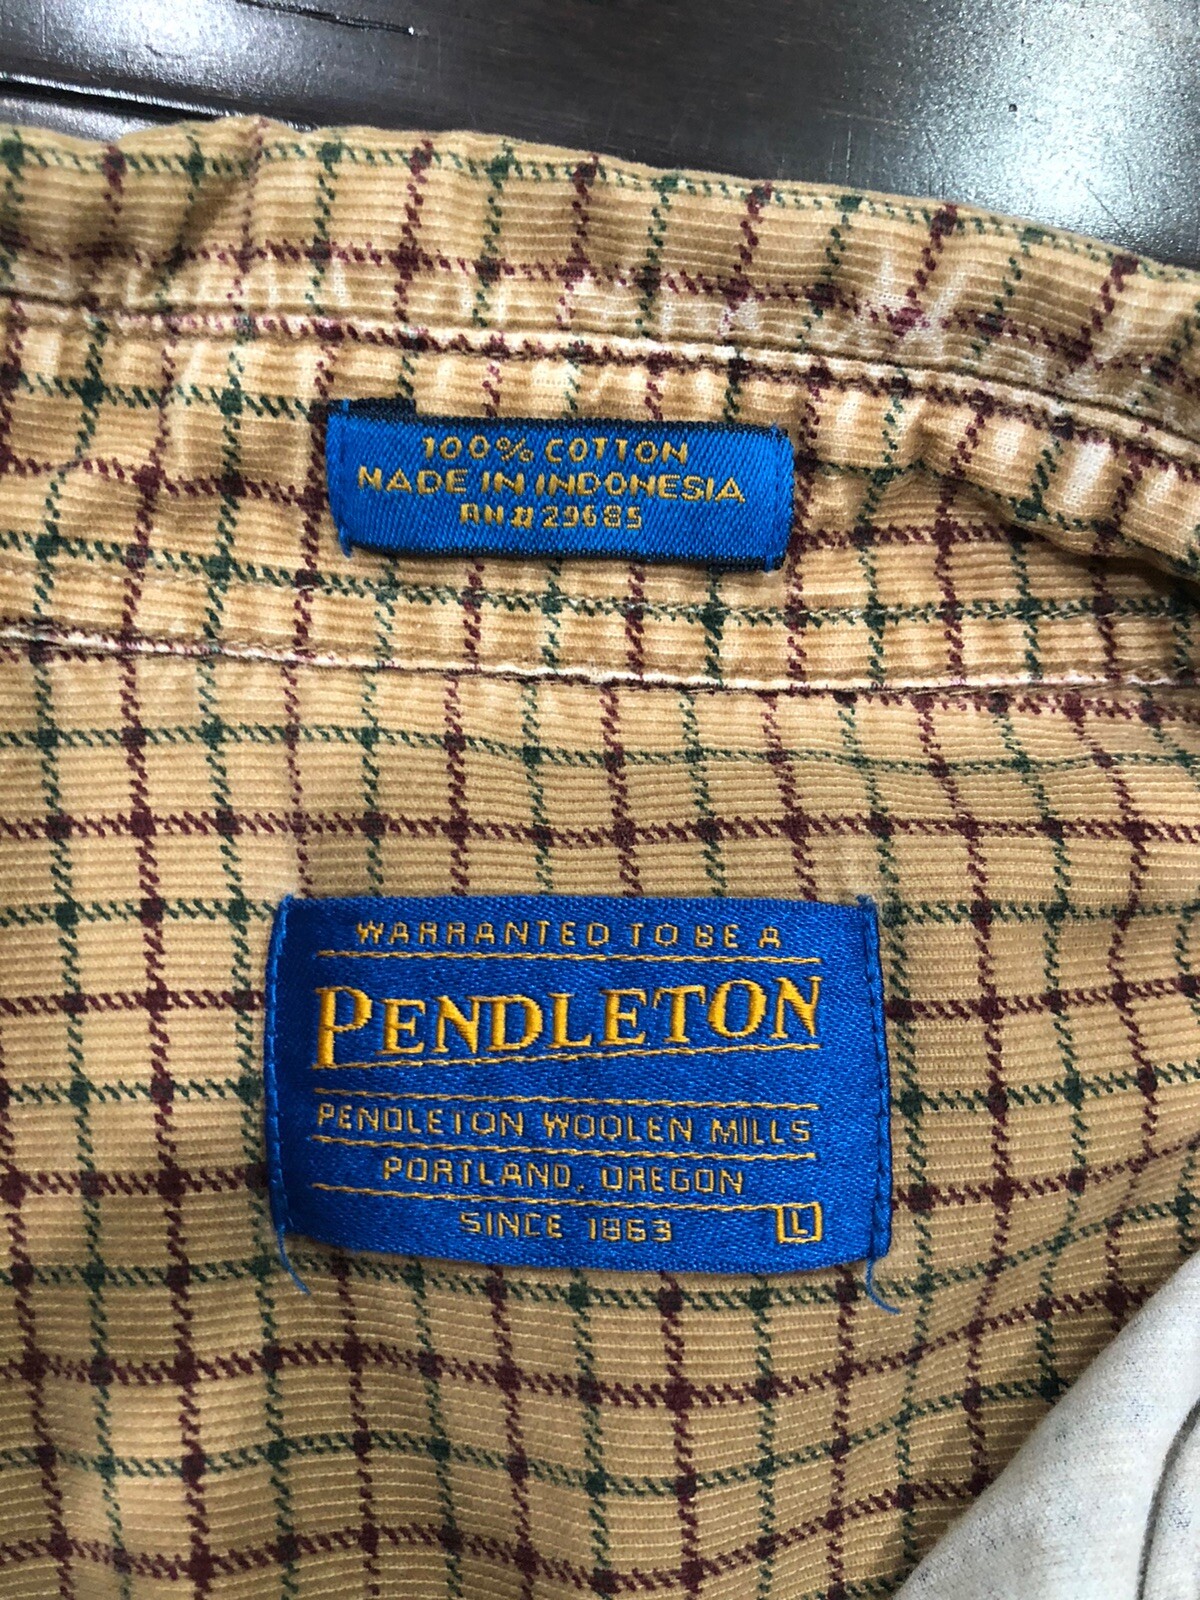 100% COTTON
MADE IN INDONESIA
RN# 29685
WARRANTED TO BE A
PENDLETON
PENDLETON WOOLEN MILLS
PORTLAND, OREGON
SINCE 1863 L